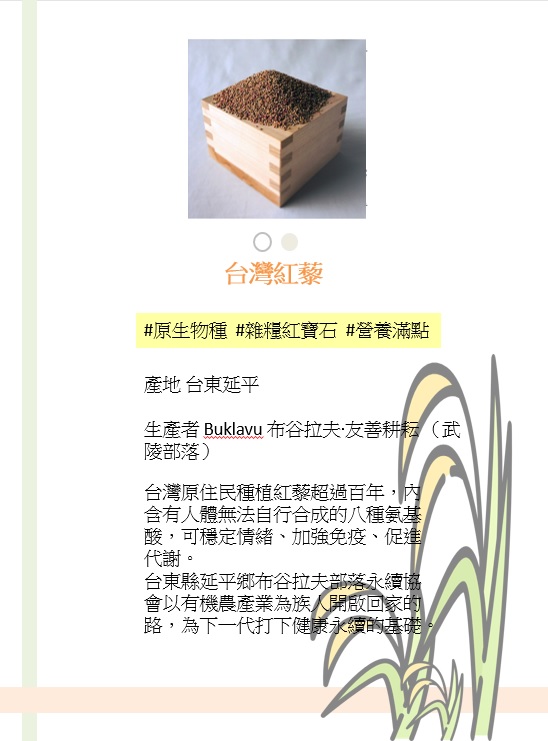 台灣紅藜
#原生物種 #雜糧紅寶石 #營養滿點
產地 台東延平
生產者 Buklavu 布谷拉夫‧友善耕耘（武
陵部落）
台灣原住民種植紅藜超過百年，內
含有人體無法自行合成的八種氨基
酸，可穩定情緒、加強免疫、促進
代謝。
台東縣延平鄉布谷拉夫部落永續協
會以有機農產業為族人開啟回家的
路，為下一代打下健康永續的基礎。